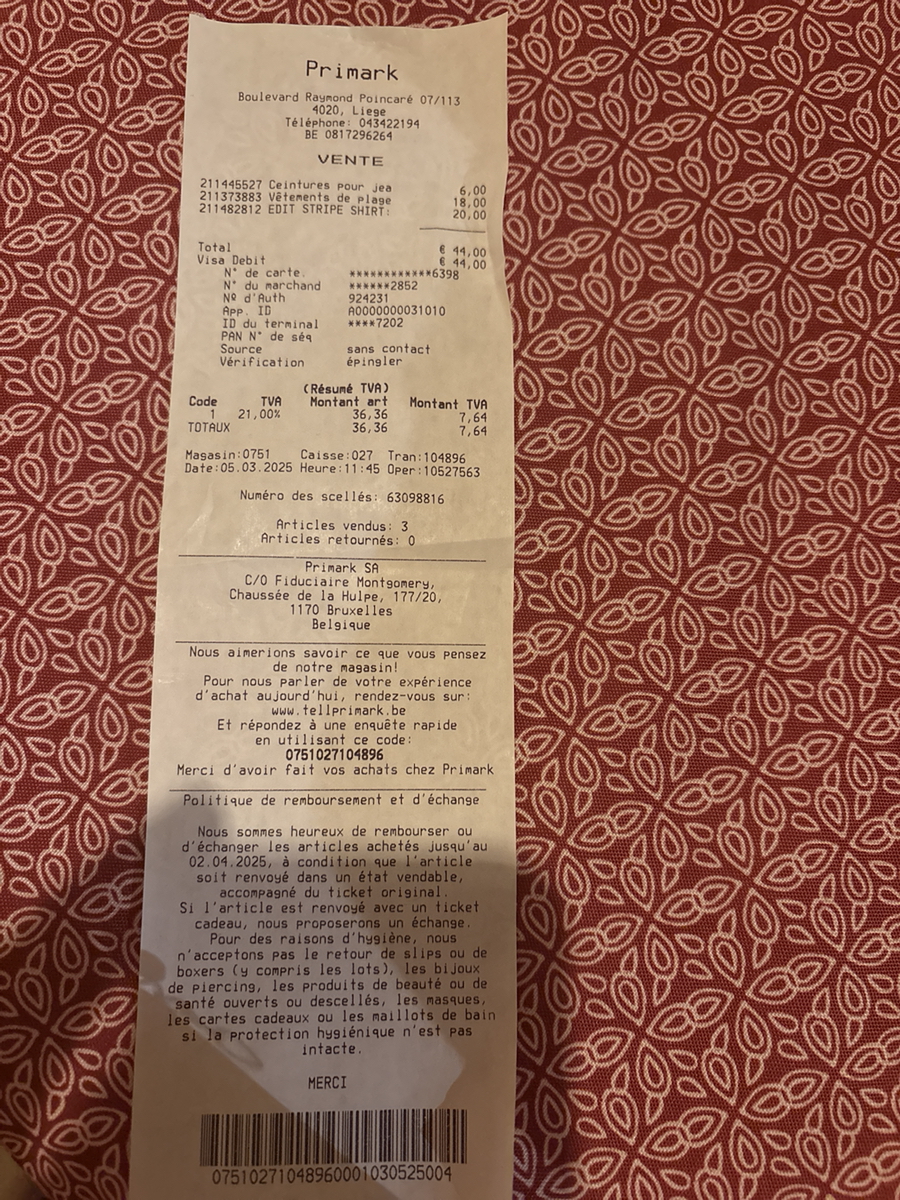 Primark
Boulevard Raymond Poincaré 07/113
4020, Liege
Téléphone: 043422194
BE 0817296264
VENTE
211445527 Ceintures pour jea 6,00
211373883 Vêtements de plage 18,00
211482812 EDIT STRIPE SHIRT: 20,00
Total € 44,00
Visa Debit € 44,00
N° de carte. ************6398
N° du marchand ******2852
Nº d'Auth 924231
App. ID A0000000031010
ID du terminal ****7202
PAN N° de séq
Source sans contact
Vérification épingler
(Résumé TVA)
Code TVA Montant art Montant TVA
1 21,00% 36,36 7,64
TOTAUX 36,36 7,64
Magasin:0751 Caisse:027 Tran:104896
Date:05.03.2025 Heure:11:45 Oper:10527563
Numéro des scellés: 63098816
Articles vendus: 3
Articles retournés: 0
Primark SA
C/O Fiduciaire Montgomery,
Chaussée de la Hulpe, 177/20,
1170 Bruxelles
Belgique
Nous aimerions savoir ce que vous pensez
de notre magasin!
Pour nous parler de votre expérience
d'achat aujourd'hui, rendez-vous sur:
www.tellprimark.be
Et répondez à une enquête rapide
en utilisant ce code:
0751027104896
Merci d'avoir fait vos achats chez Primark
Politique de remboursement et d'échange
Nous sommes heureux de rembourser ou
d'échanger les articles achetés jusqu'au
02.04.2025, à condition que l'article
soit renvoyé dans un état vendable,
accompagné du ticket original.
Si l'article est renvoyé avec un ticket
cadeau, nous proposerons un échange.
Pour des raisons d'hygiène, nous
n'acceptons pas le retour de slips ou de
boxers (y compris les lots), les bijoux
de piercing, les produits de beauté ou de
santé ouverts ou descellés, les masques,
les cartes cadeaux ou les maillots de bain
si la protection hygiénique n'est pas
intacte.
MERCI
07510271048960001030525004